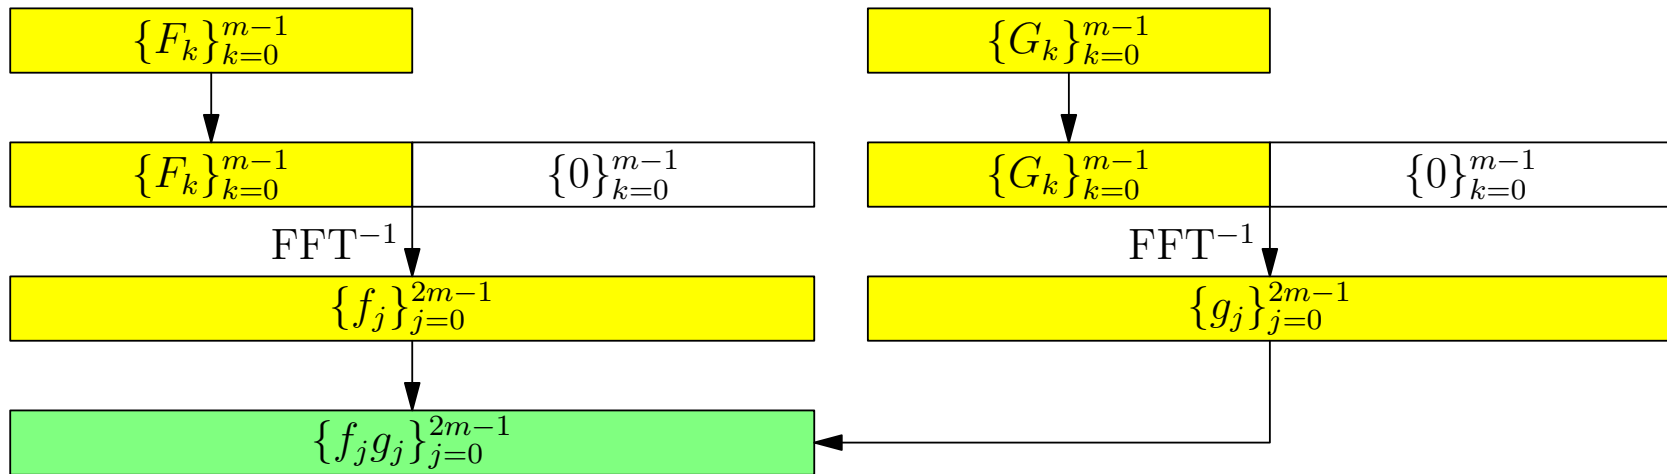 $\{F_k\}_{k=0}^{m-1}$ $\{G_k\}_{k=0}^{m-1}$
$\{F_k\}_{k=0}^{m-1}$ $\{0\}_{k=0}^{m-1}$ $\{G_k\}_{k=0}^{m-1}$ $\{0\}_{k=0}^{m-1}$
FFT$^{-1}$ FFT$^{-1}$
$\{f_j\}_{j=0}^{2m-1}$ $\{g_j\}_{j=0}^{2m-1}$
$\{f_j g_j\}_{j=0}^{2m-1}$